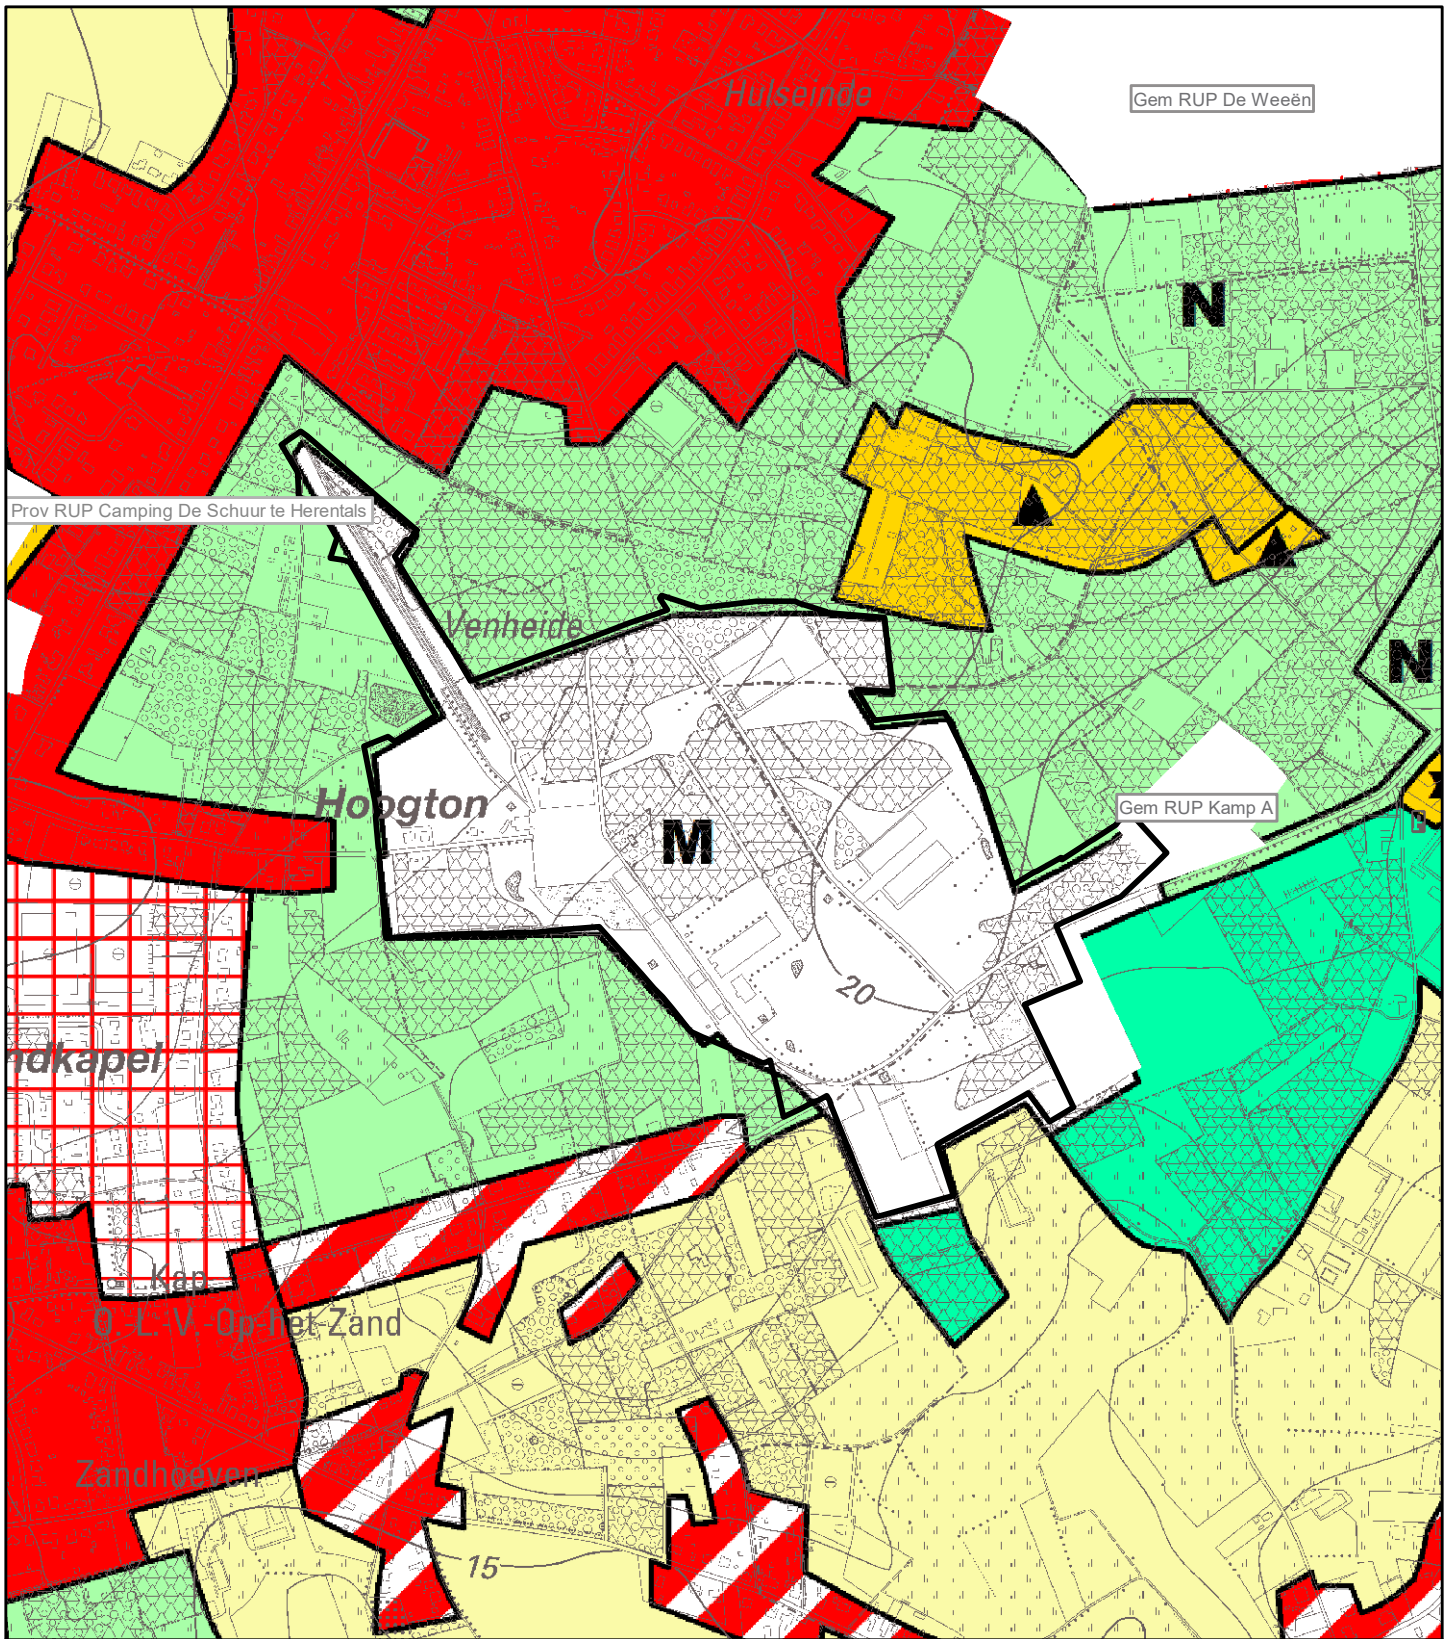 Hulseinde
Gem RUP De Weeën
N
Prov RUP Camping De Schuur te Herentals
Venheide
N
Hoogton
Gem RUP Kamp A
M
20
ndkapel
Kap
O. L. V. Op het Zand
Zandhoeven
15